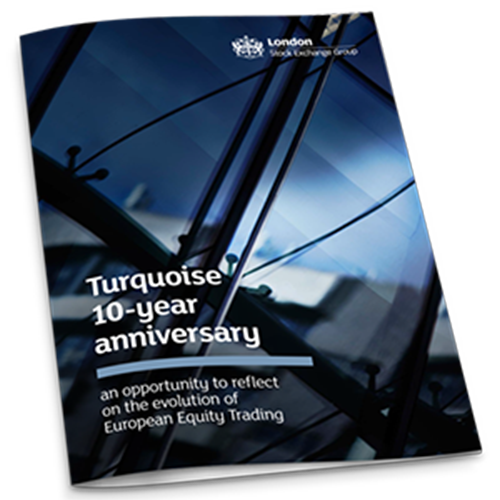 London
Stock Exchange Group
Turquoise
10-year
anniversary
an opportunity to reflect
on the evolution of
European Equity Trading